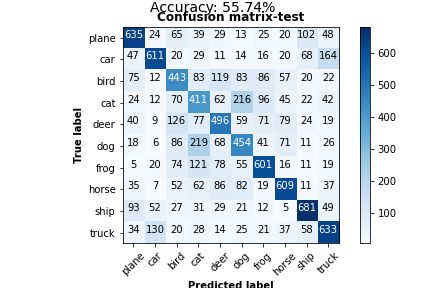 Accuracy: 55.74%
Confusion matrix-test
plane 635 24 65 39 29 13 25 20 102 48
car 47 611 20 29 11 14 16 20 68 164
bird 75 12 443 83 119 83 86 57 20 22
cat 24 12 70 411 62 216 96 45 22 42
deer 40 9 126 77 496 59 71 79 24 19
dog 18 6 86 219 68 454 41 71 11 26
frog 5 20 74 121 78 55 601 16 11 19
horse 35 7 52 62 86 82 19 609 11 37
ship 93 52 27 31 29 21 12 5 681 49
truck 34 130 20 28 14 25 21 37 58 633
plane car bird cat deer dog frog horse ship truck
True label
Predicted label
600
500
400
300
200
100